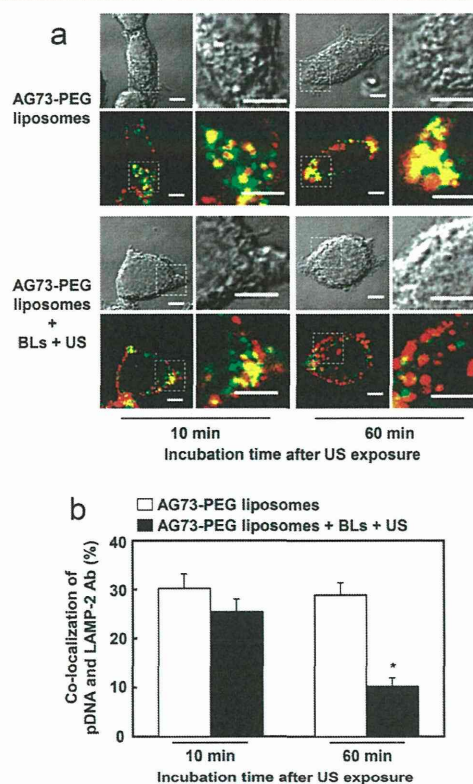 a
AG73-PEG
liposomes
AG73-PEG
liposomes
+
BLs + US
10 min
60 min
Incubation time after US exposure
b
AG73-PEG liposomes
AG73-PEG liposomes + BLs + US
Co-localization of
pDNA and LAMP-2 Ab (%)
40
30
20
10
0
*
10 min
60 min
Incubation time after US exposure